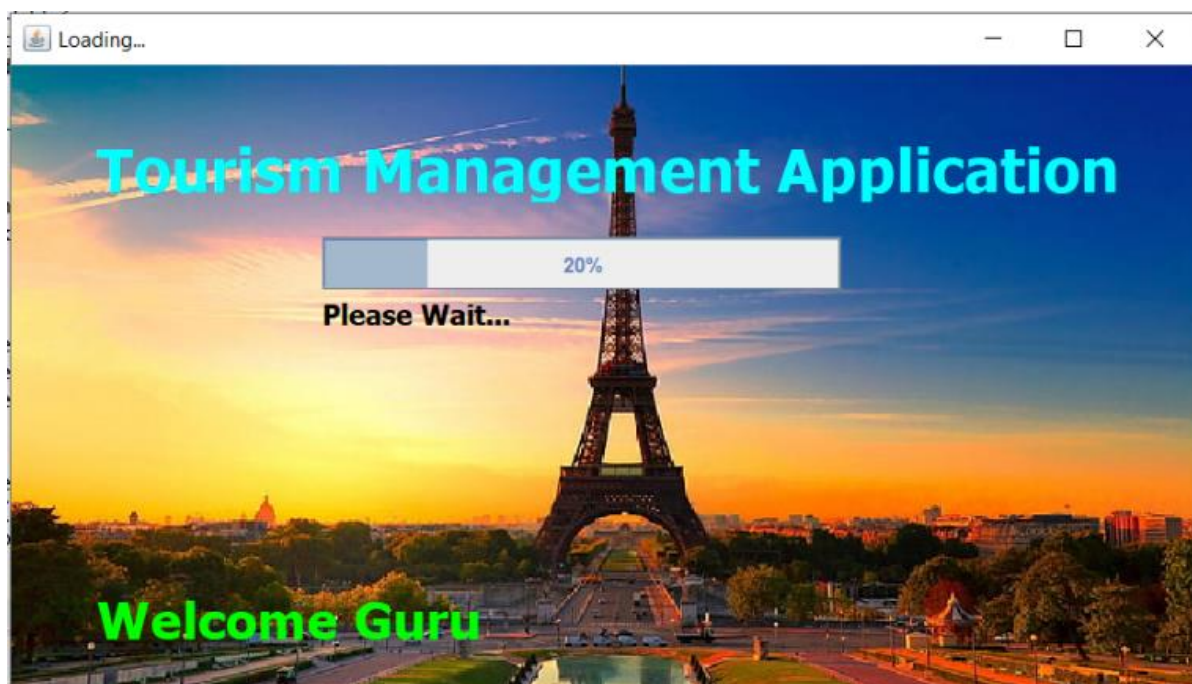 Loading...
Tourism Management Application
20%
Please Wait...
Welcome Guru